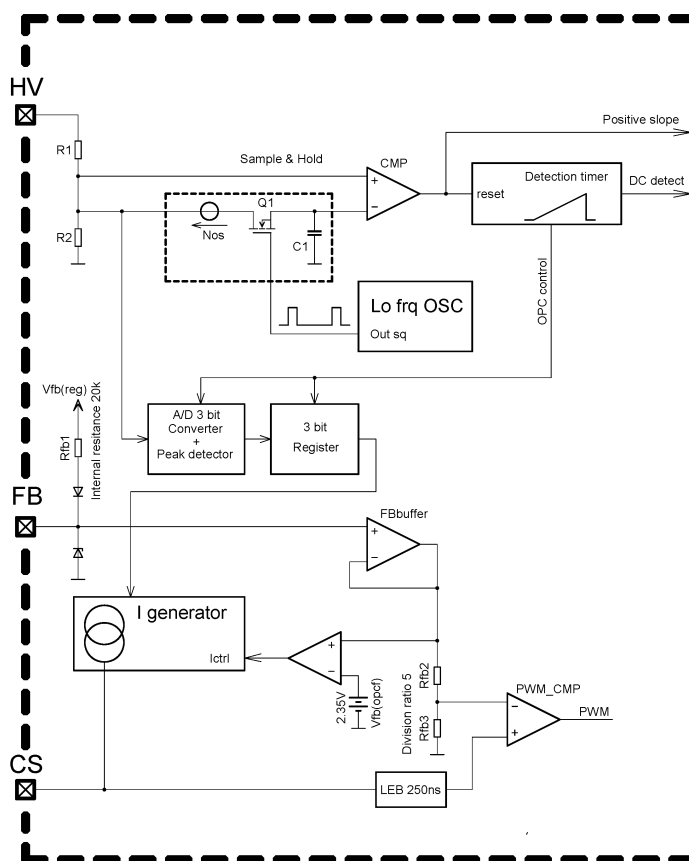 HV
Positive slope
R1
Sample & Hold
CMP
+
−
Detection timer
reset
DC detect
Q1
R2
Nos
C1
OPC control
Lo frq OSC
Out sq
Vfb(reg)
Rfb1
Internal resitance 20k
A/D 3 bit
Converter
+
Peak detector
3 bit
Register
FB
FBbuffer
+
−
I generator
Ictrl
+
−
2.35V
Vfb(opcf)
Division ratio 5
Rfb2
Rfb3
PWM_CMP
−
+
PWM
CS
LEB 250ns